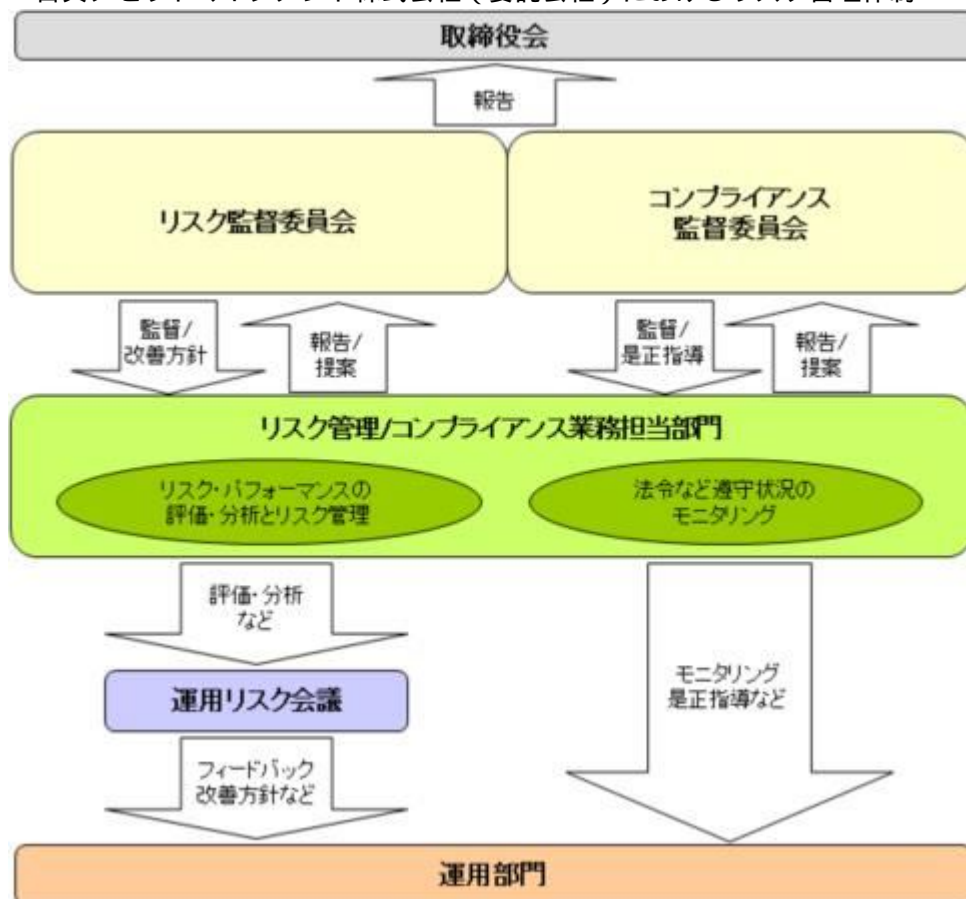 取締役会
報告
リスク監督委員会
コンプライアンス
監督委員会
監督/
改善方針
報告/
提案
監督/
是正指導
報告/
提案
リスク管理/コンプライアンス業務担当部門
リスク・パフォーマンスの
評価・分析とリスク管理
法令など遵守状況の
モニタリング
評価・分析
など
運用リスク会議
モニタリング
是正指導など
フィードバック
改善方針など
運用部門